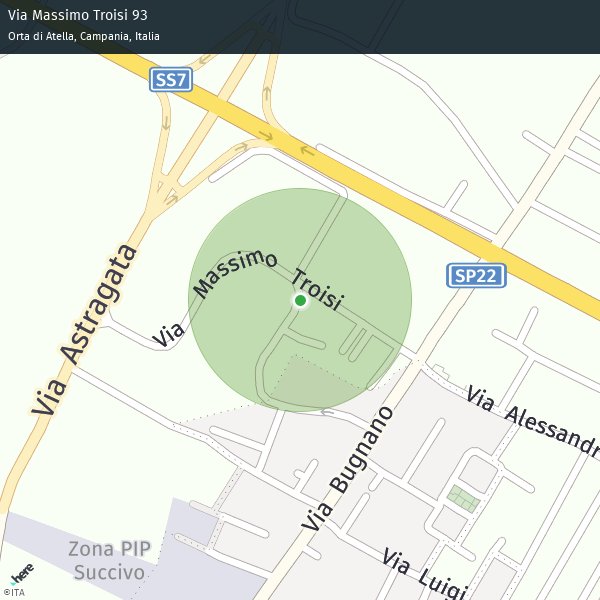 Via Massimo Troisi 93
Orta di Atella, Campania, Italia
SS7
Via Massimo Troisi
SP22
Via Astragata
Via Alessandr
Via Bugnano
Zona PIP
Succivo
Via Luigi
here
©ITA